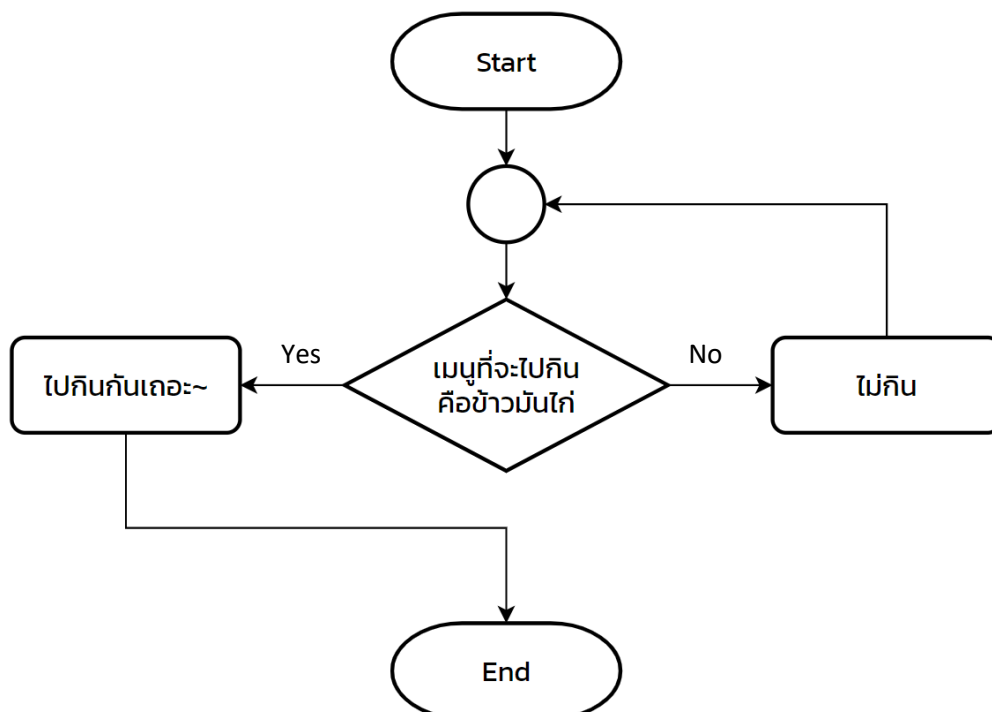 Start
เมนูที่จะไปกิน
คือข้าวมันไก่
Yes
No
ไปกินกันเถอะ~
ไม่กิน
End